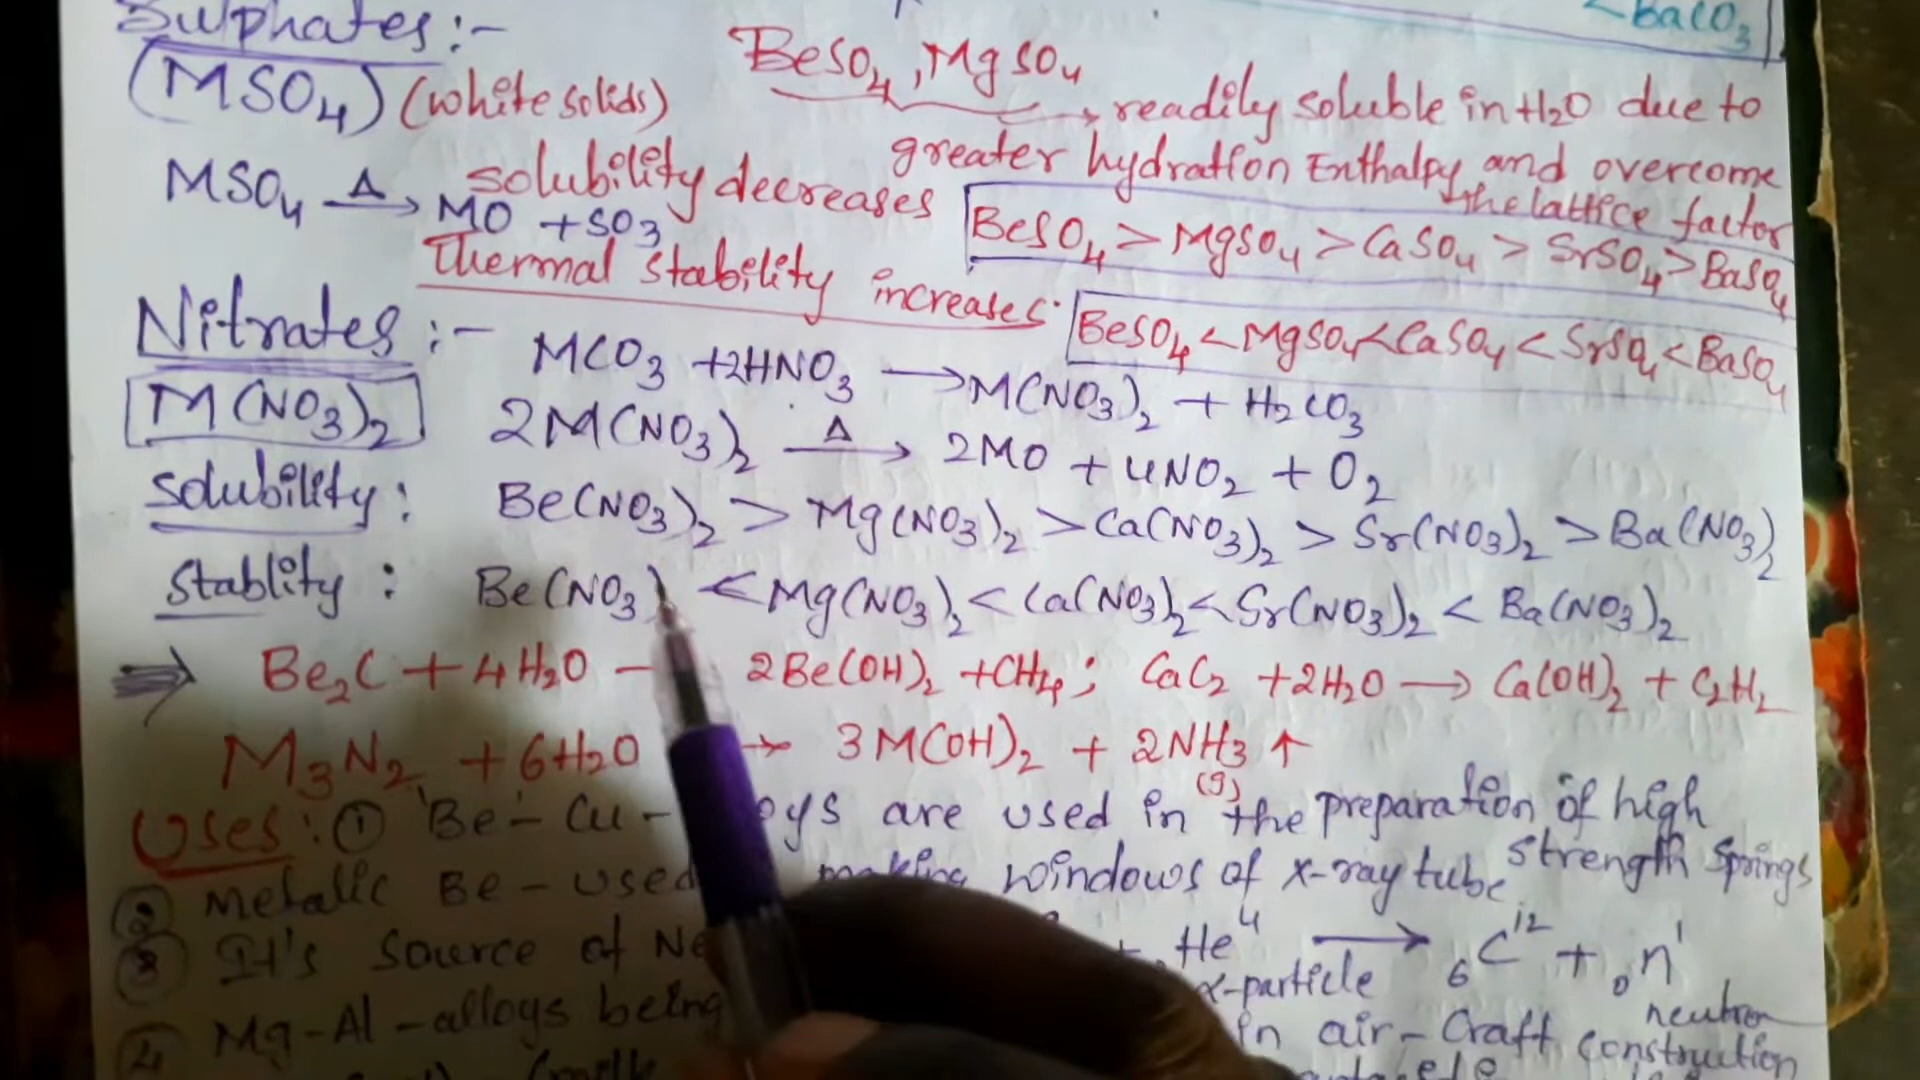 <BaCO3
Sulphates:-
BeSO4, MgSO4
(MSO4) (white solids)
readily soluble in H2O due to
greater hydration Enthalpy and overcome
the lattice factor
MSO4 Δ→ MO + SO3
solubility decreases
BeSO4 > MgSO4 > CaSO4 > SrSO4 > BaSO4
Thermal stability increases.
BeSO4 < MgSO4 < CaSO4 < SrSO4 < BaSO4
Nitrates:-
MCO3 + 2HNO3 → M(NO3)2 + H2CO3
M(NO3)2
2M(NO3)2 Δ→ 2MO + 4NO2 + O2
Solubility: Be(NO3)2 > Mg(NO3)2 > Ca(NO3)2 > Sr(NO3)2 > Ba(NO3)2
Stablity: Be(NO3) < Mg(NO3)2 < Ca(NO3)2 < Sr(NO3)2 < Ba(NO3)2
⇒ Be2C + 4H2O — 2Be(OH)2 + CH4; CaC2 + 2H2O → Ca(OH)2 + C2H2
M3N2 + 6H2O → 3M(OH)2 + 2NH3 ↑
(g)
Uses: ① 'Be'- Cu - oys are used in the preparation of high
strength springs
② Metallic Be - used making windows of x-ray tube
③ It's source of Ne + He4 → 6C12 + 0n1
α-particle neutron
④ Mg-Al-alloys being in air-craft construction